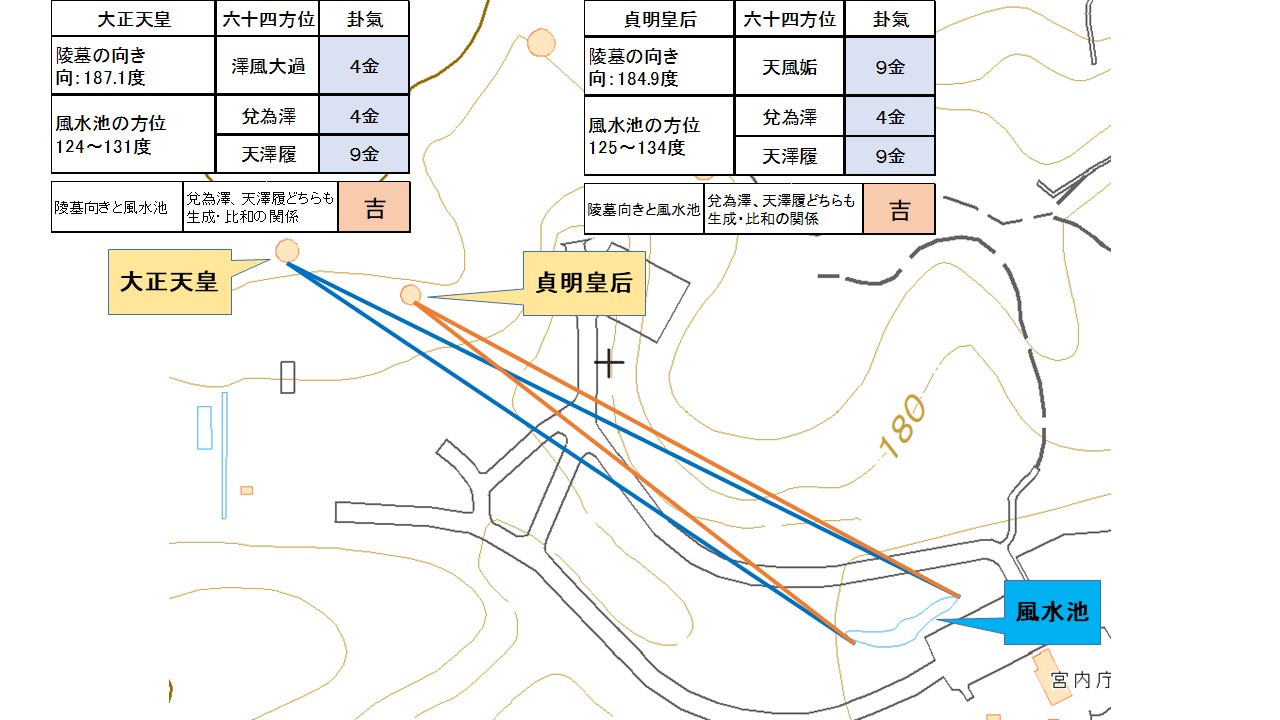 大正天皇 六十四方位 卦氣
陵墓の向き
向:187.1度
澤風大過 4金
風水池の方位
124～131度
兌為澤 4金
天澤履 9金
陵墓向きと風水池
兌為澤、天澤履どちらも
生成・比和の関係
吉
貞明皇后 六十四方位 卦氣
陵墓の向き
向:184.9度
天風姤 9金
風水池の方位
125～134度
兌為澤 4金
天澤履 9金
陵墓向きと風水池
兌為澤、天澤履どちらも
生成・比和の関係
吉
大正天皇
貞明皇后
180
風水池
宮内庁